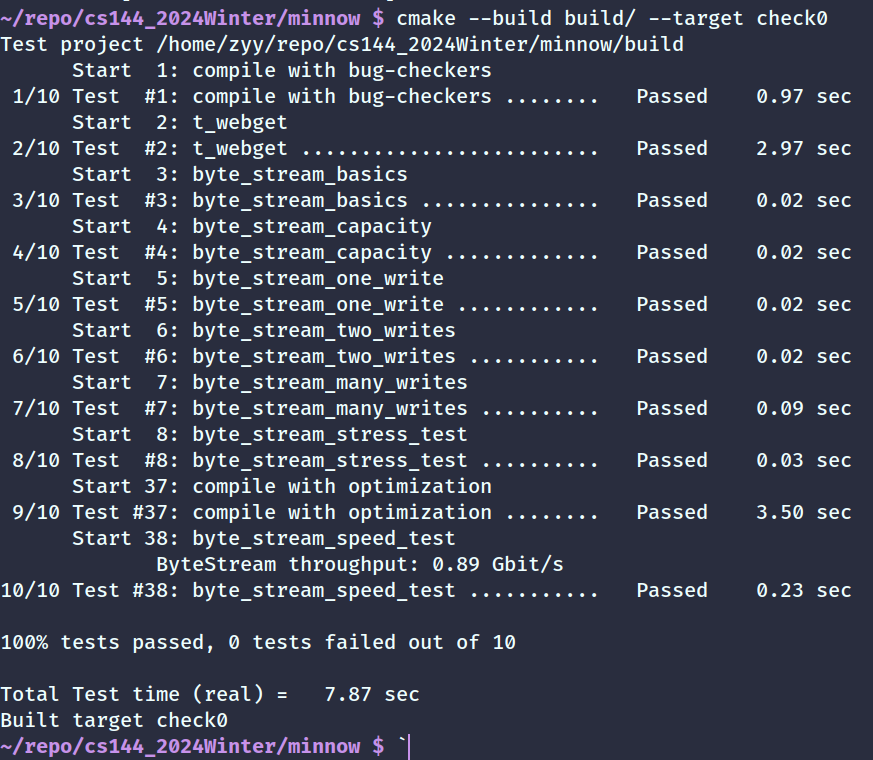 ~/repo/cs144_2024Winter/minnow $ cmake --build build/ --target check0
Test project /home/zyy/repo/cs144_2024Winter/minnow/build
      Start  1: compile with bug-checkers
 1/10 Test  #1: compile with bug-checkers ........   Passed    0.97 sec
      Start  2: t_webget
 2/10 Test  #2: t_webget .........................   Passed    2.97 sec
      Start  3: byte_stream_basics
 3/10 Test  #3: byte_stream_basics ...............   Passed    0.02 sec
      Start  4: byte_stream_capacity
 4/10 Test  #4: byte_stream_capacity .............   Passed    0.02 sec
      Start  5: byte_stream_one_write
 5/10 Test  #5: byte_stream_one_write ............   Passed    0.02 sec
      Start  6: byte_stream_two_writes
 6/10 Test  #6: byte_stream_two_writes ...........   Passed    0.02 sec
      Start  7: byte_stream_many_writes
 7/10 Test  #7: byte_stream_many_writes ..........   Passed    0.09 sec
      Start  8: byte_stream_stress_test
 8/10 Test  #8: byte_stream_stress_test ..........   Passed    0.03 sec
      Start 37: compile with optimization
 9/10 Test #37: compile with optimization ........   Passed    3.50 sec
      Start 38: byte_stream_speed_test
             ByteStream throughput: 0.89 Gbit/s
10/10 Test #38: byte_stream_speed_test ...........   Passed    0.23 sec

100% tests passed, 0 tests failed out of 10

Total Test time (real) =   7.87 sec
Built target check0
~/repo/cs144_2024Winter/minnow $ `